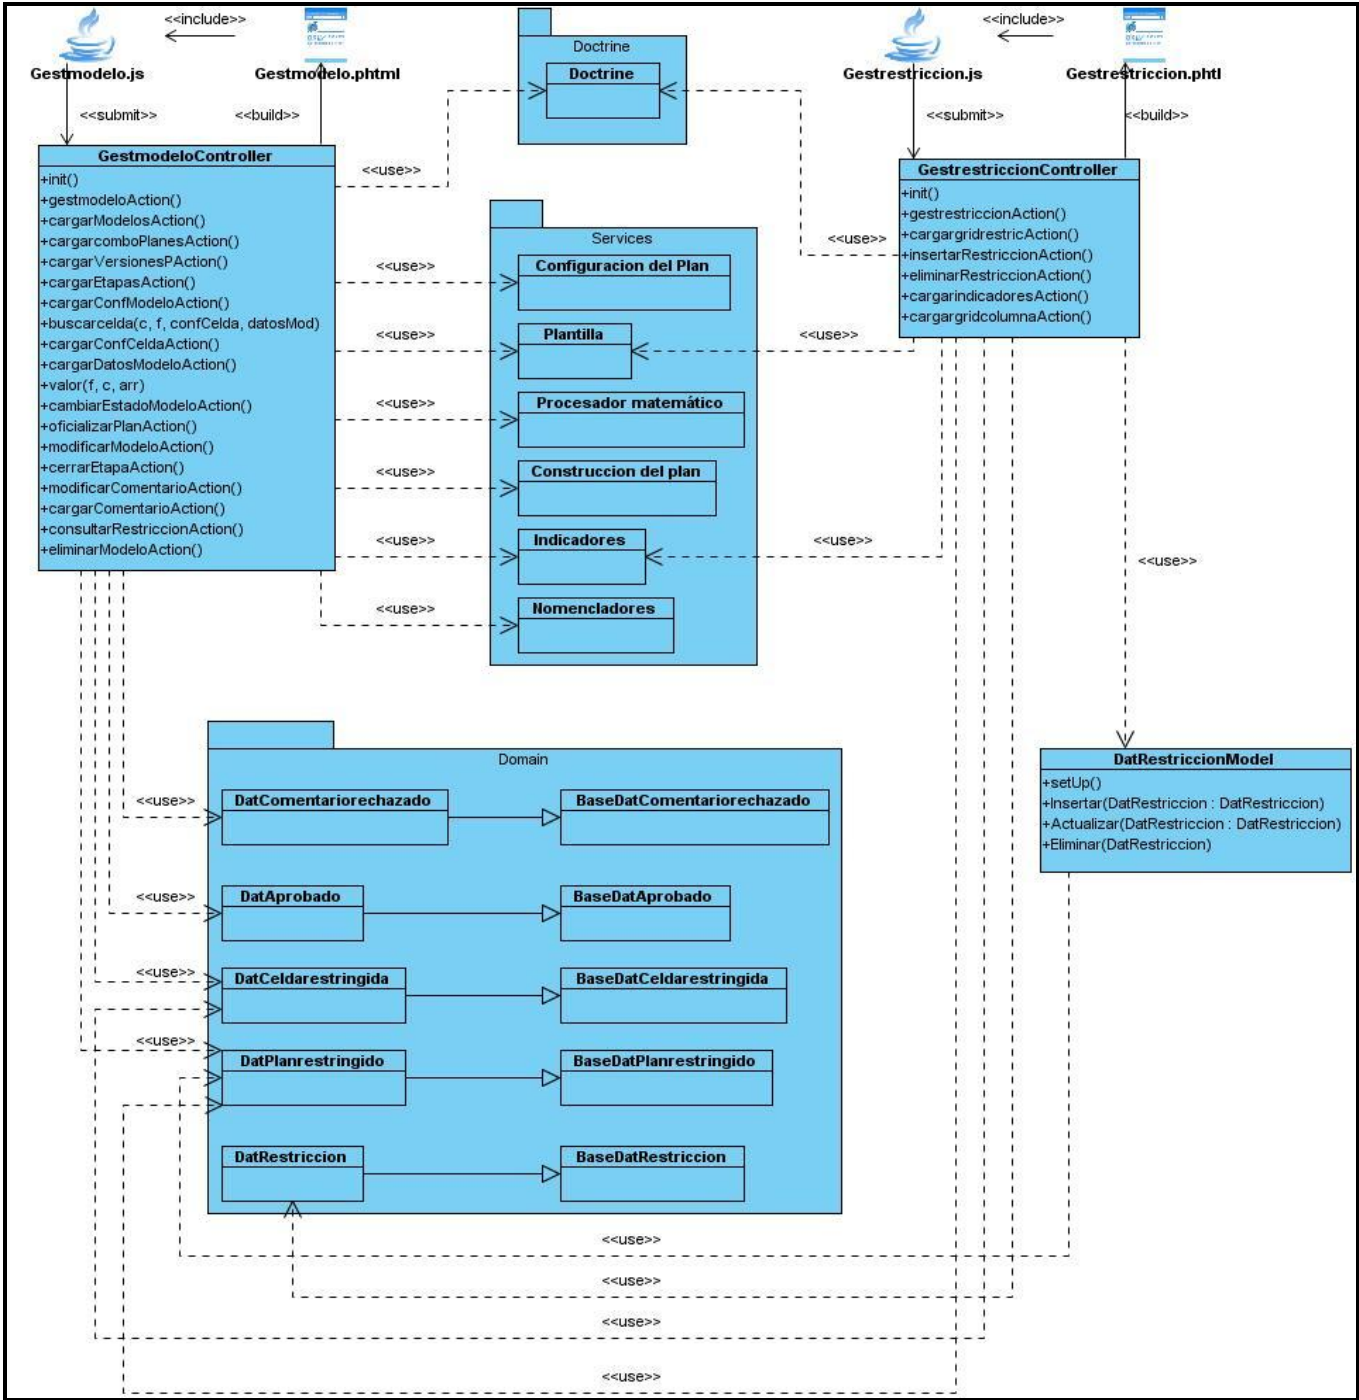 <<include>>
<<include>>
Gestmodelo.js
Gestmodelo.phtml
Doctrine
Doctrine
Gestrestriccion.js
Gestrestriccion.phtl
<<submit>>
<<build>>
<<submit>>
<<build>>
GestmodeloController
+init()
+gestmodeloAction()
+cargarModelosAction()
+cargarcomboPlanesAction()
+cargarVersionesPAction()
+cargarEtapasAction()
+cargarConfModeloAction()
+buscarcelda(c, f, confCelda, datosMod)
+cargarConfCeldaAction()
+cargarDatosModeloAction()
+valor(f, c, arr)
+cambiarEstadoModeloAction()
+oficializarPlanAction()
+modificarModeloAction()
+cerrarEtapaAction()
+modificarComentarioAction()
+cargarComentarioAction()
+consultarRestriccionAction()
+eliminarModeloAction()
<<use>>
<<use>>
<<use>>
<<use>>
<<use>>
<<use>>
<<use>>
Services
Configuracion del Plan
Plantilla
Procesador matemático
Construccion del plan
Indicadores
Nomencladores
<<use>>
<<use>>
<<use>>
GestrestriccionController
+init()
+gestrestriccionAction()
+cargargridrestricAction()
+insertarRestriccionAction()
+eliminarRestriccionAction()
+cargarindicadoresAction()
+cargargridcolumnaAction()
<<use>>
Domain
<<use>>
DatComentariorechazado
BaseDatComentariorechazado
<<use>>
DatAprobado
BaseDatAprobado
<<use>>
DatCeldarestringida
BaseDatCeldarestringida
<<use>>
DatPlanrestringido
BaseDatPlanrestringido
DatRestriccion
BaseDatRestriccion
DatRestriccionModel
+setUp()
+Insertar(DatRestriccion : DatRestriccion)
+Actualizar(DatRestriccion : DatRestriccion)
+Eliminar(DatRestriccion)
<<use>>
<<use>>
<<use>>
<<use>>